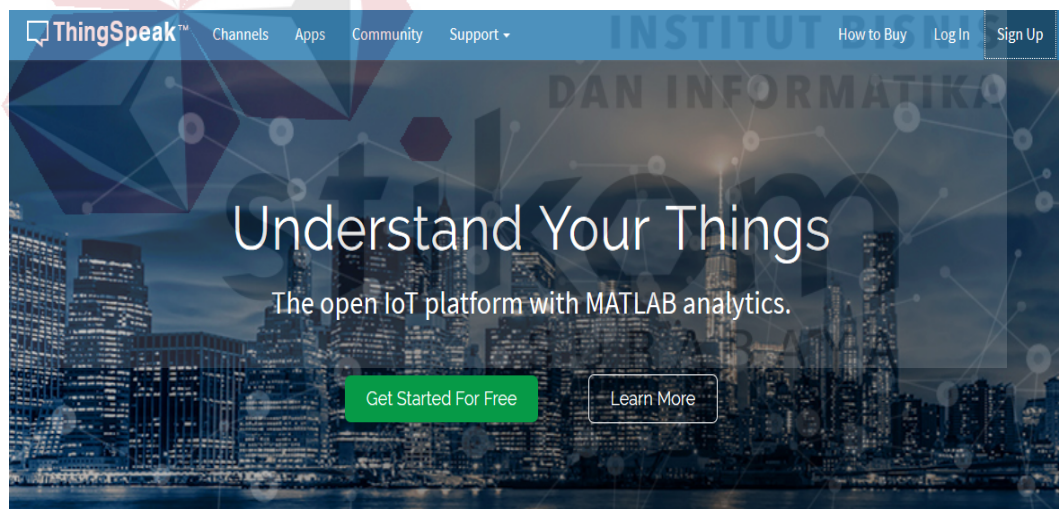 ThingSpeak™ Channels Apps Community Support How to Buy Log In Sign Up
INSTITUT BISNIS
DAN INFORMATIKA
stikom
Understand Your Things
The open IoT platform with MATLAB analytics.
SURABAYA
Get Started For Free Learn More